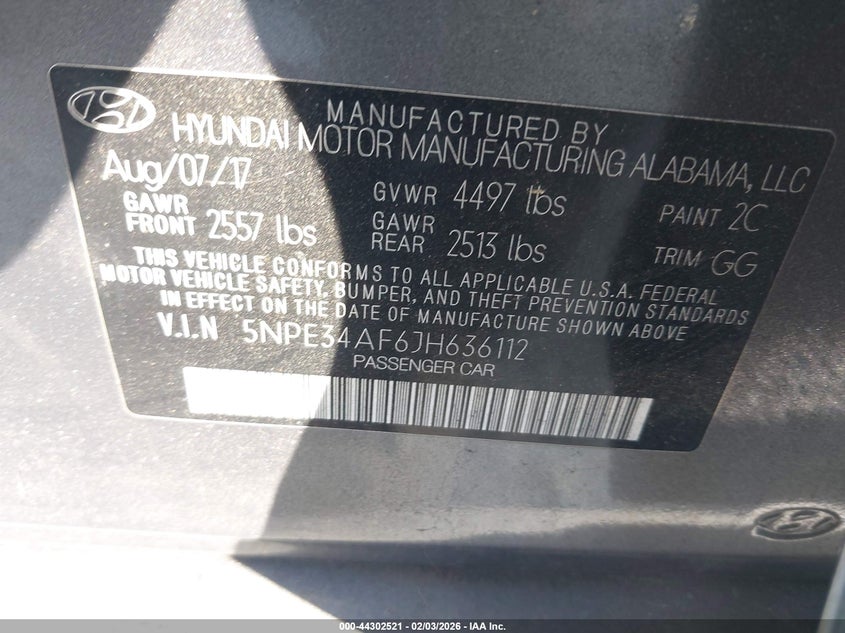 MANUFACTURED BY
HYUNDAI MOTOR MANUFACTURING ALABAMA, LLC
Aug/07/17
GAWR FRONT 2557 lbs
GVWR 4497 lbs
GAWR REAR 2513 lbs
PAINT 2C
TRIM GG
THIS VEHICLE CONFORMS TO ALL APPLICABLE U.S.A. FEDERAL
MOTOR VEHICLE SAFETY, BUMPER, AND THEFT PREVENTION STANDARDS
IN EFFECT ON THE DATE OF MANUFACTURE SHOWN ABOVE
V.I.N 5NPE34AF6JH636112
PASSENGER CAR
000-44302521 - 02/03/2026 - IAA Inc.